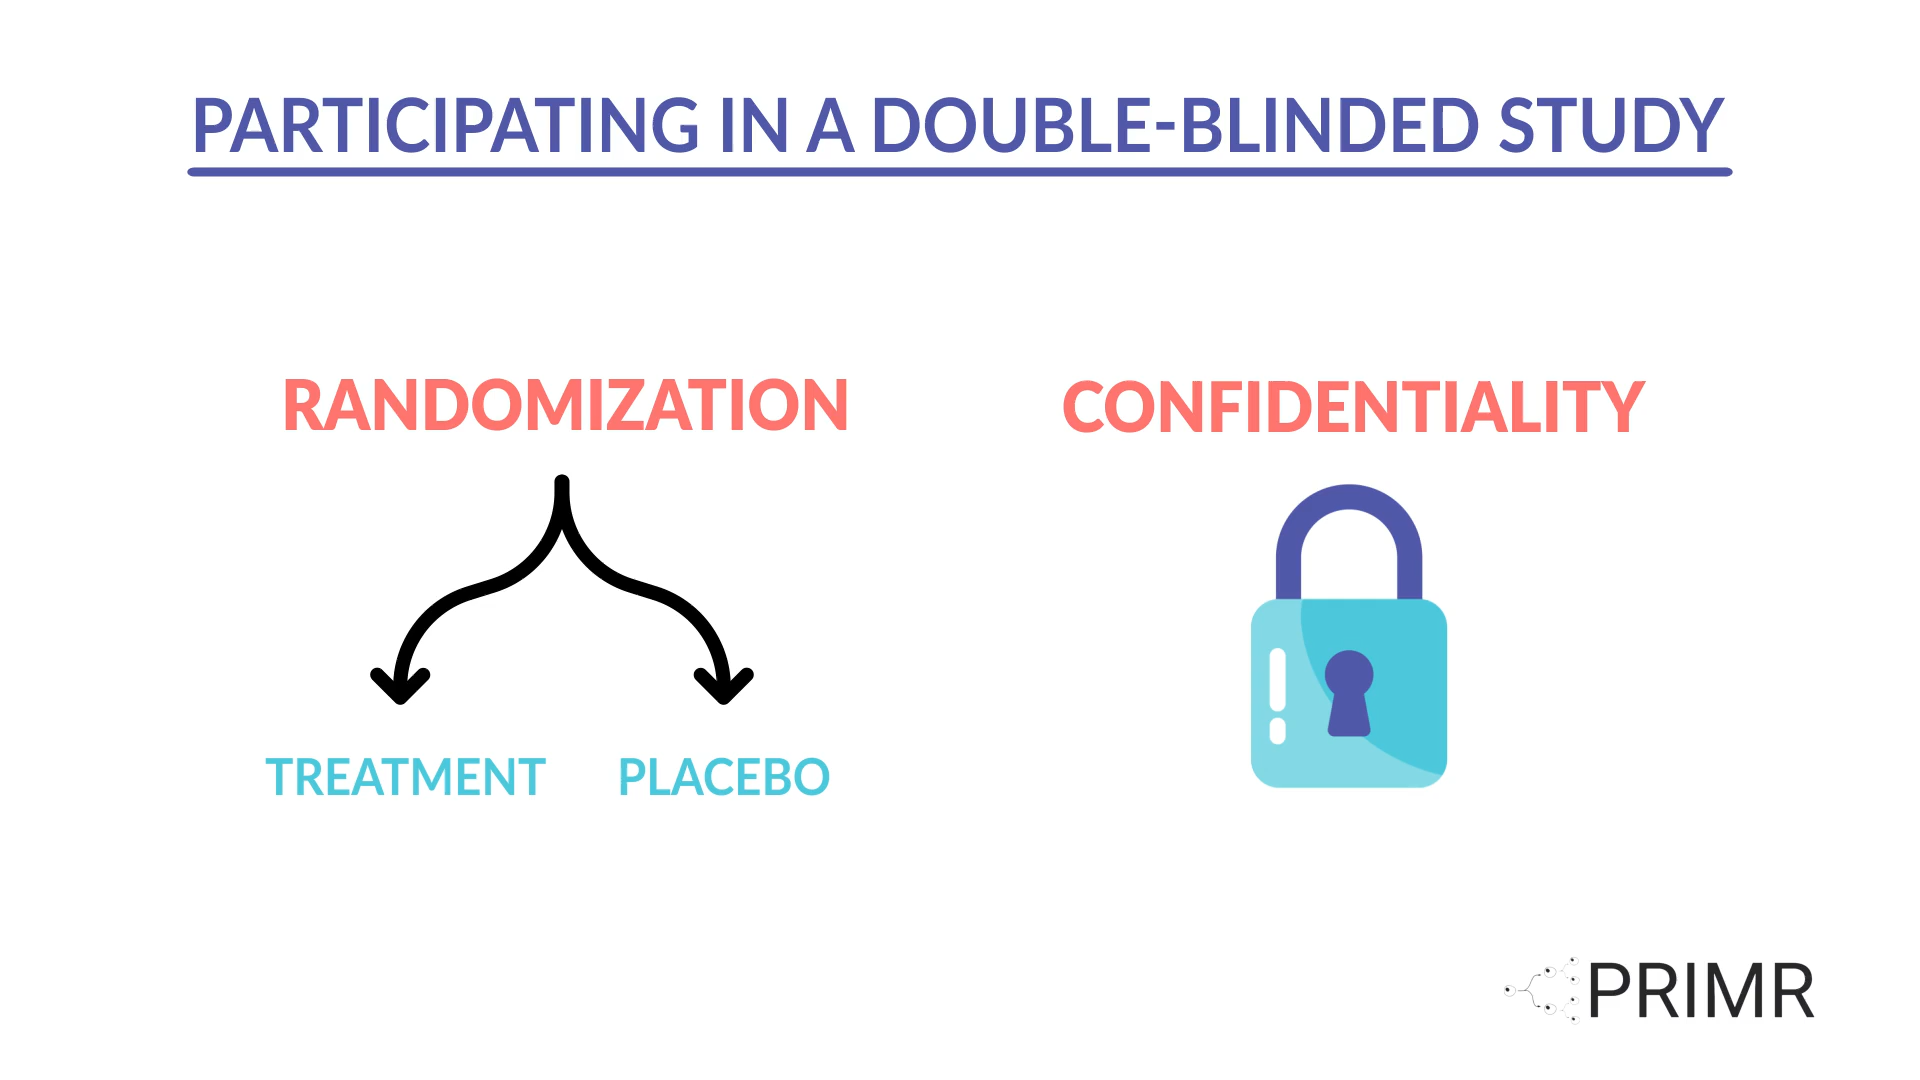 PARTICIPATING IN A DOUBLE-BLINDED STUDY
RANDOMIZATION
TREATMENT PLACEBO
CONFIDENTIALITY
PRIMR